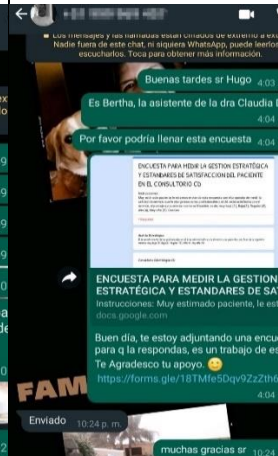 Los mensajes y las llamadas están cifrados de extremo a ext
Nadie fuera de este chat, ni siquiera WhatsApp, puede leerlos
escucharlos. Toca para obtener más información.
Buenas tardes sr Hugo 4:03
Es Bertha, la asistente de la dra Claudia D
4:04
Por favor podría llenar esta encuesta 4:04
ENCUESTA PARA MEDIR LA GESTION ESTRATÉGICA
Y ESTANDARES DE SATISFACCION DEL PACIENTE
EN EL CONSULTORIO CD
ENCUESTA PARA MEDIR LA GESTION
ESTRATÉGICA Y ESTANDARES DE SAT
Instrucciones: Muy estimado paciente, le est
docs.google.com
Buen día, te estoy adjuntando una encue
para q la respondas, es un trabajo de es
Te Agradesco tu apoyo.
https://forms.gle/18TMfe5Dqv9ZzZth6
4:04
FAM
Enviado 10:24 p. m.
muchas gracias sr 10:24